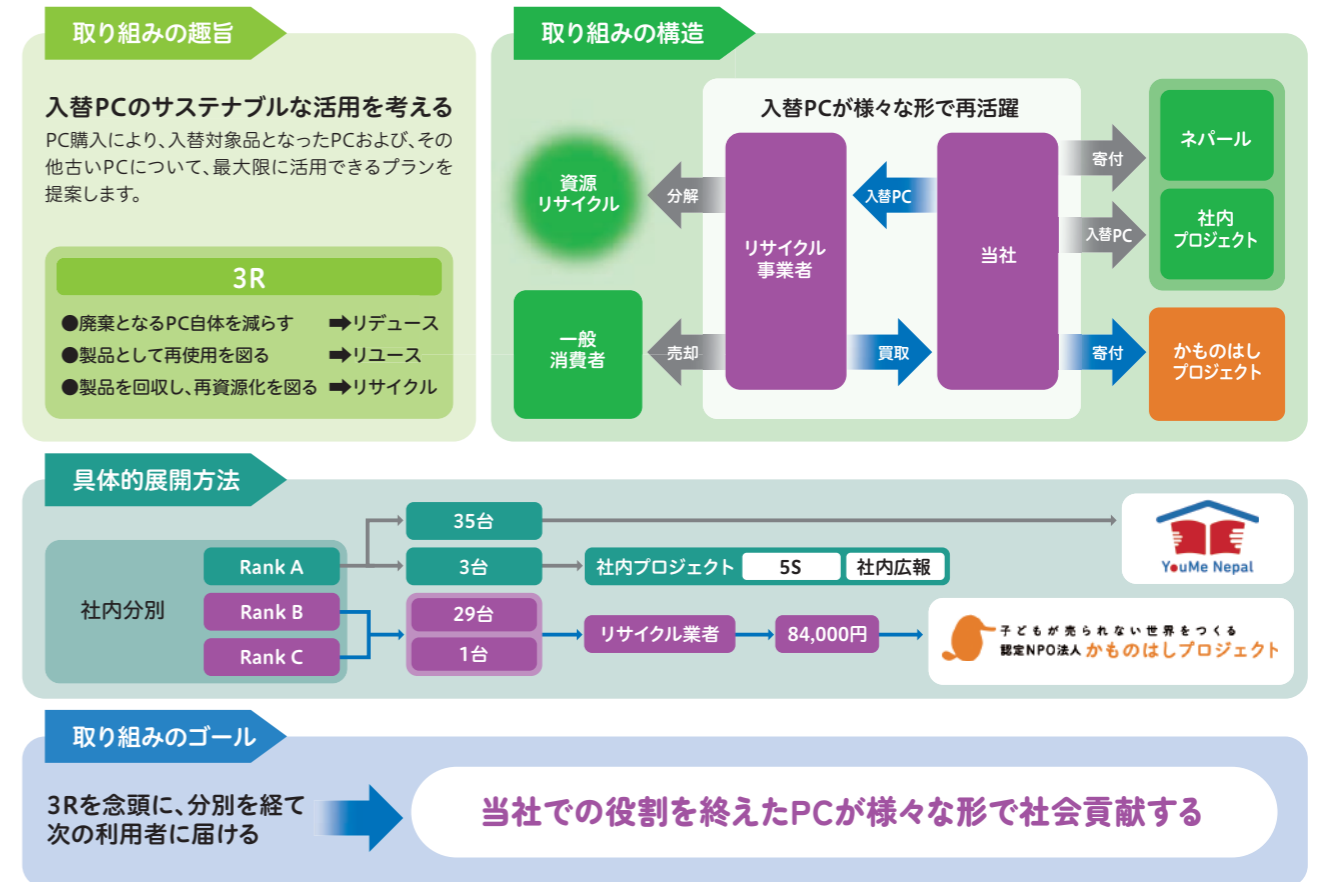 取り組みの趣旨
入替PCのサステナブルな活用を考える
PC購入により、入替対象品となったPCおよび、その
他古いPCについて、最大限に活用できるプランを
提案します。
3R
●廃棄となるPC自体を減らす ➡リデュース
●製品として再使用を図る ➡リユース
●製品を回収し、再資源化を図る ➡リサイクル
取り組みの構造
入替PCが様々な形で再活躍
資源
リサイクル
分解
リサイクル
事業者
入替PC
当社
寄付
ネパール
入替PC
社内
プロジェクト
一般
消費者
売却
買取
寄付
かものはし
プロジェクト
具体的展開方法
社内分別
Rank A
Rank B
Rank C
35台
3台
社内プロジェクト
5S
社内広報
29台
1台
リサイクル業者
84,000円
YouMe Nepal
子どもが売られない世界をつくる
認定NPO法人 かものはしプロジェクト
取り組みのゴール
3Rを念頭に、分別を経て
次の利用者に届ける
当社での役割を終えたPCが様々な形で社会貢献する